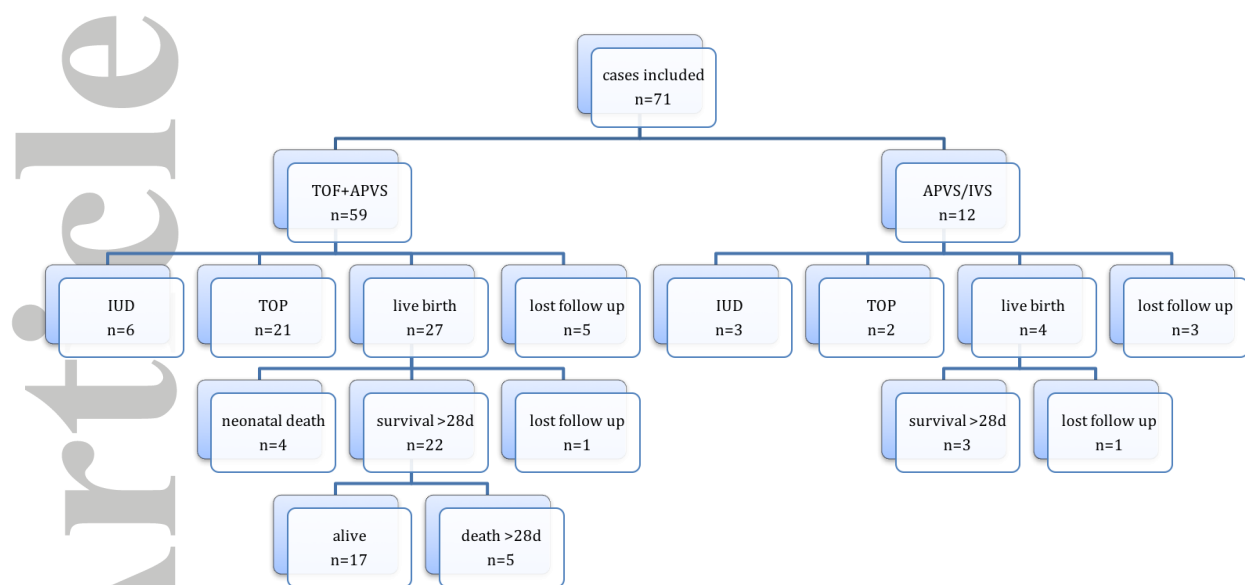 cases included
n=71
TOF+APVS
n=59
APVS/IVS
n=12
IUD
n=6
TOP
n=21
live birth
n=27
lost follow up
n=5
IUD
n=3
TOP
n=2
live birth
n=4
lost follow up
n=3
neonatal death
n=4
survival >28d
n=22
lost follow up
n=1
survival >28d
n=3
lost follow up
n=1
alive
n=17
death >28d
n=5
Article